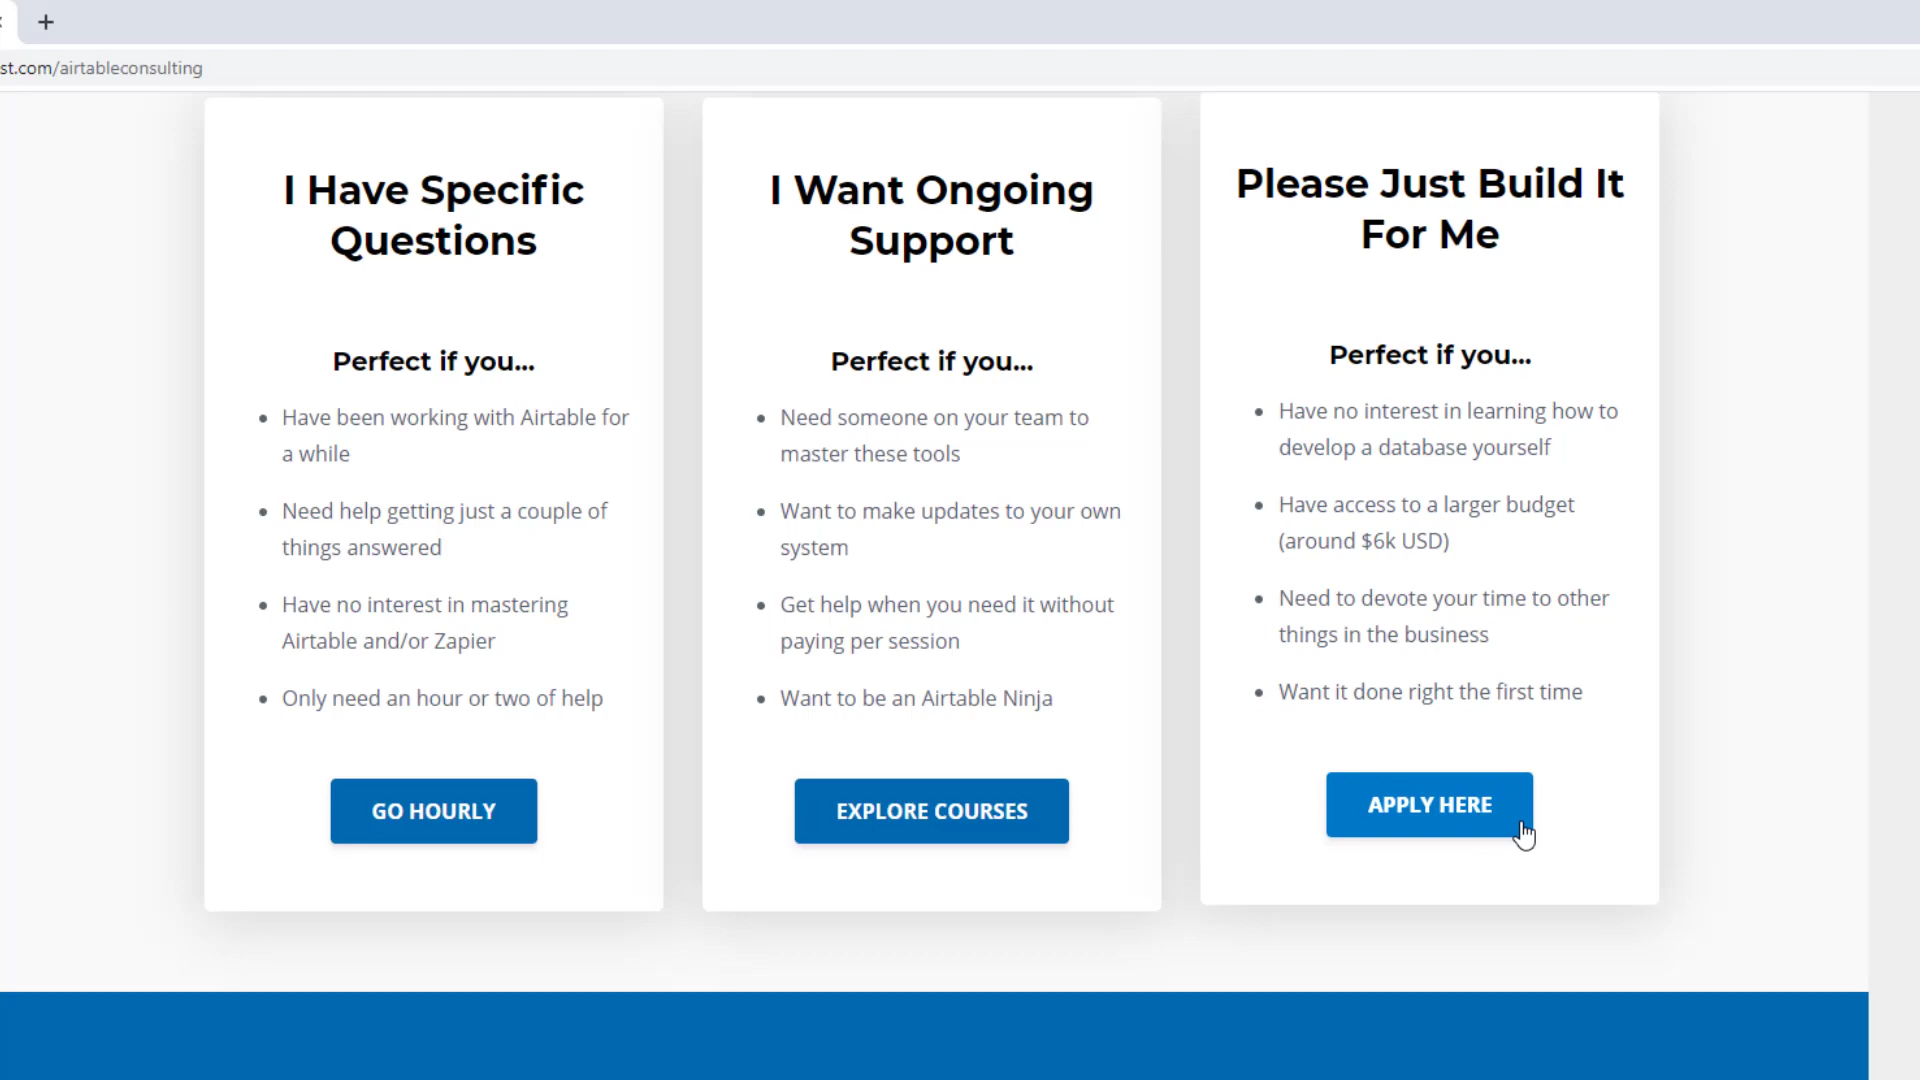 st.com/airtableconsulting
I Have Specific
Questions
Perfect if you...
Have been working with Airtable for
a while
Need help getting just a couple of
things answered
Have no interest in mastering
Airtable and/or Zapier
Only need an hour or two of help
GO HOURLY
I Want Ongoing
Support
Perfect if you...
Need someone on your team to
master these tools
Want to make updates to your own
system
Get help when you need it without
paying per session
Want to be an Airtable Ninja
EXPLORE COURSES
Please Just Build It
For Me
Perfect if you...
Have no interest in learning how to
develop a database yourself
Have access to a larger budget
(around $6k USD)
Need to devote your time to other
things in the business
Want it done right the first time
APPLY HERE